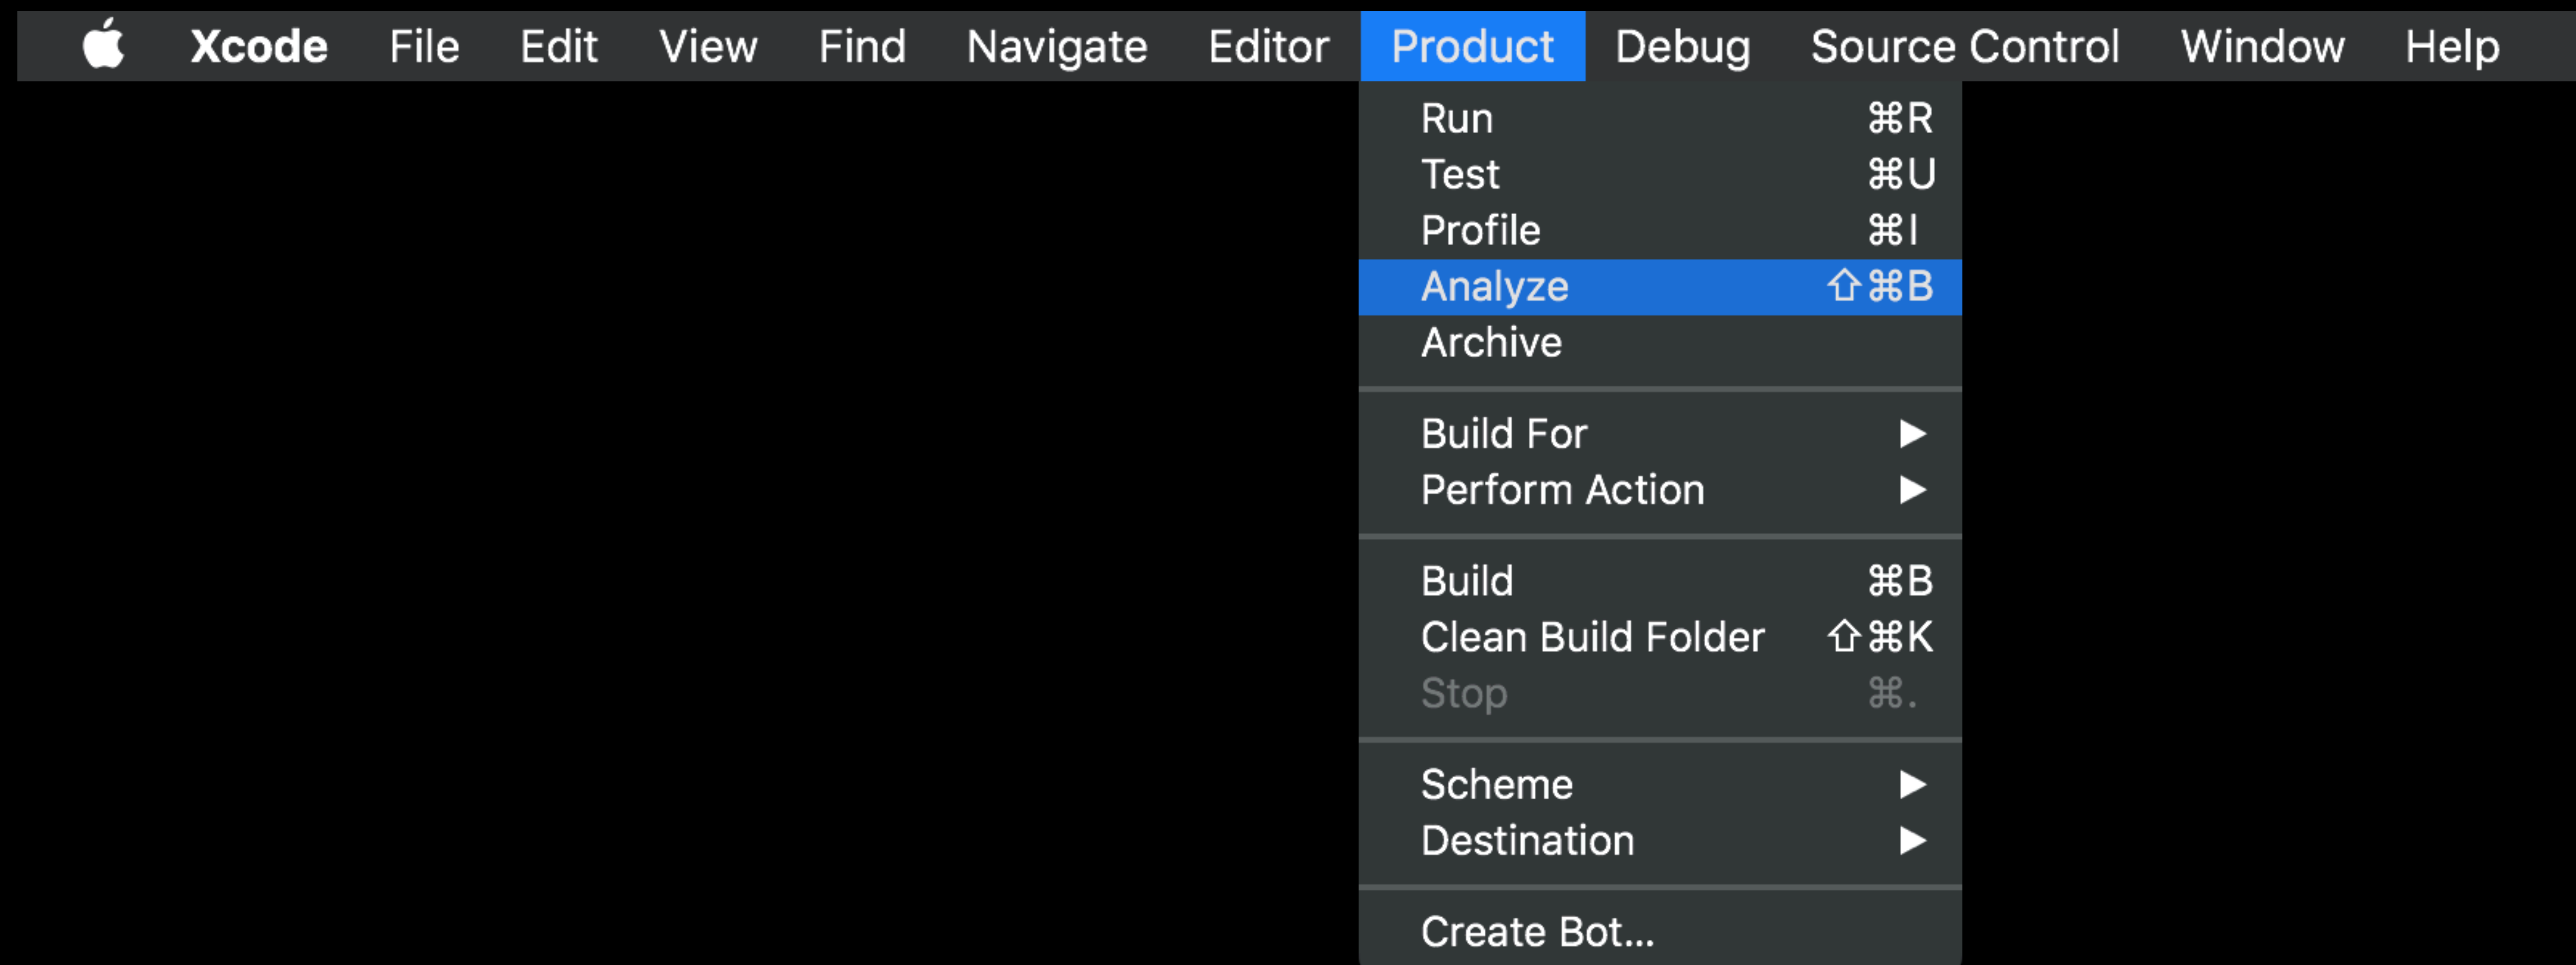 Xcode File Edit View Find Navigate Editor Product Debug Source Control Window Help
Run ⌘R
Test ⌘U
Profile ⌘I
Analyze ⇧⌘B
Archive
Build For ▶
Perform Action ▶
Build ⌘B
Clean Build Folder ⇧⌘K
Stop ⌘.
Scheme ▶
Destination ▶
Create Bot...